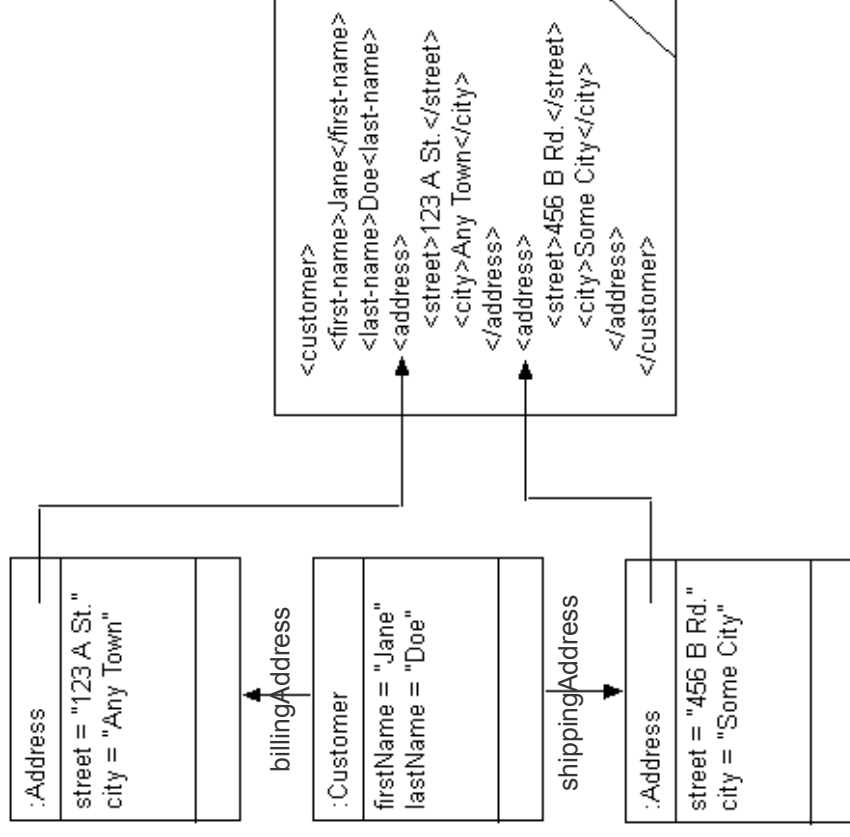 :Address
street = "123 A St."
city = "Any Town"
billingAddress
:Customer
firstName = "Jane"
lastName = "Doe"
shippingAddress
:Address
street = "456 B Rd."
city = "Some City"
<customer>
<first-name>Jane</first-name>
<last-name>Doe<last-name>
<address>
<street>123 A St.</street>
<city>Any Town</city>
</address>
<address>
<street>456 B Rd.</street>
<city>Some City</city>
</address>
</customer>